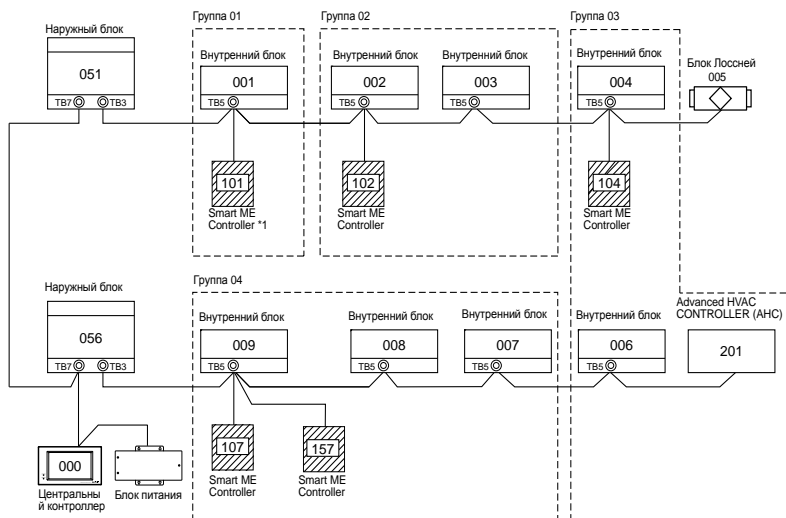 Группа 01
Группа 02
Группа 03
Наружный блок
051
TB7
TB3
Внутренний блок
001
TB5
Внутренний блок
002
TB5
Внутренний блок
003
TB5
Внутренний блок
004
TB5
Блок Лоссней
005
101
Smart ME
Controller *1
102
Smart ME
Controller
104
Smart ME
Controller
Группа 04
Наружный блок
056
TB7
TB3
Внутренний блок
009
TB5
Внутренний блок
008
TB5
Внутренний блок
007
TB5
Внутренний блок
006
TB5
Advanced HVAC
CONTROLLER (AHC)
201
000
Центральны
й контроллер
Блок питания
107
Smart ME
Controller
157
Smart ME
Controller